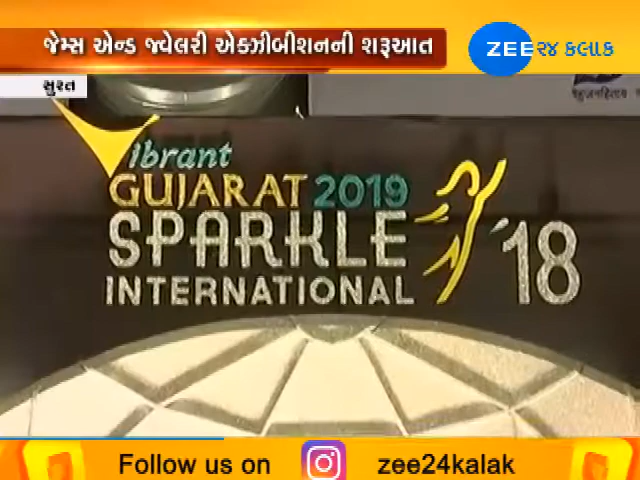 જેમ્સ એન્ડ જ્વેલરી એક્ઝીબીશનની શરૂઆત
ZEE ૨૪ કલાક
સુરત
Vibrant
GUJARAT 2019
SPARKLE '18
INTERNATIONAL
Follow us on zee24kalak